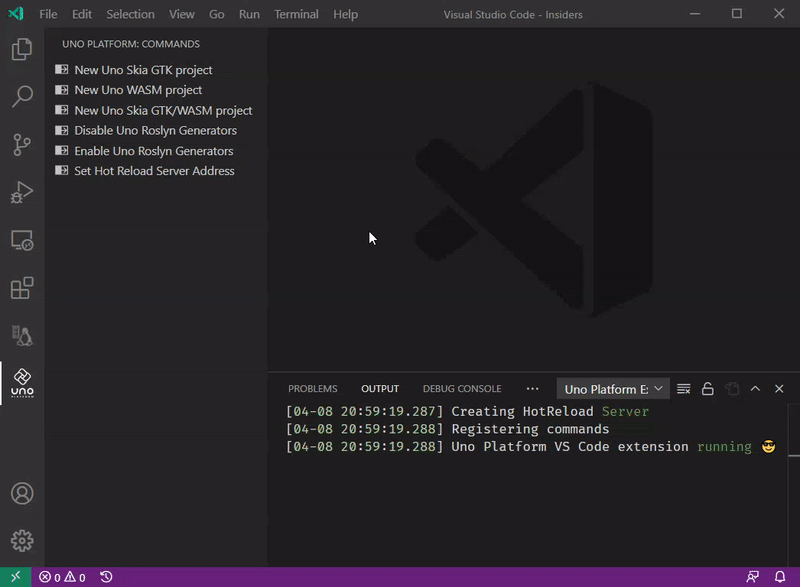 File Edit Selection View Go Run Terminal Help Visual Studio Code - Insiders
UNO PLATFORM: COMMANDS
New Uno Skia GTK project
New Uno WASM project
New Uno Skia GTK/WASM project
Disable Uno Roslyn Generators
Enable Uno Roslyn Generators
Set Hot Reload Server Address
uno
PLATFORM
PROBLEMS OUTPUT DEBUG CONSOLE ··· Uno Platform E:
[04-08 20:59:19.287] Creating HotReload Server
[04-08 20:59:19.288] Registering commands
[04-08 20:59:19.288] Uno Platform VS Code extension running 😎
0 0